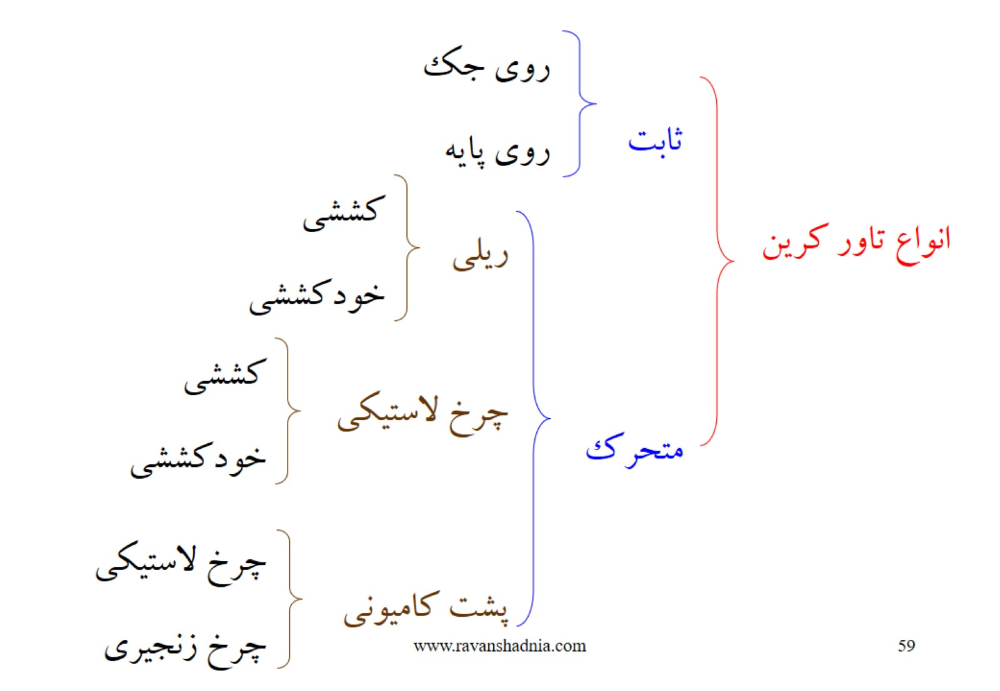 انواع تاور کرین
ثابت
روی جک
روی پایه
متحرک
ریلی
کششی
خودکششی
چرخ لاستیکی
کششی
خودکششی
پشت کامیونی
چرخ لاستیکی
چرخ زنجیری
www.ravanshadnia.com
59